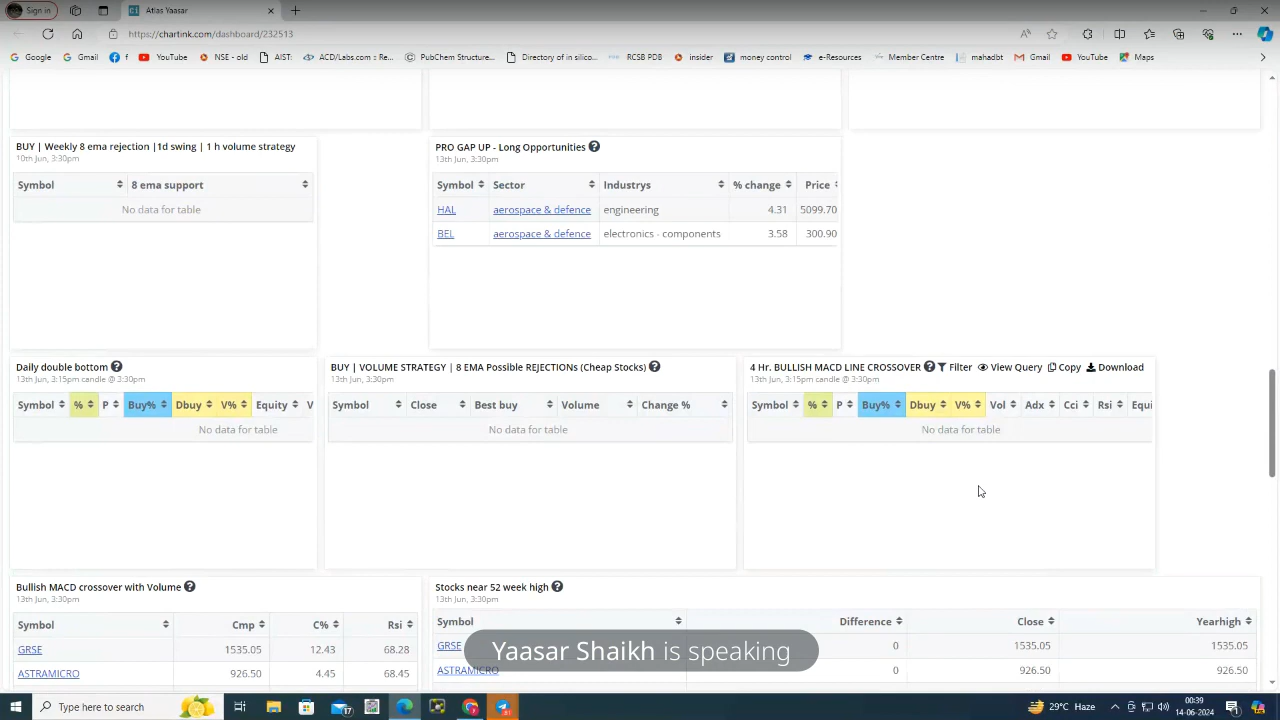 Sign in
Atlas Yaasar
https://chartink.com/dashboard/232513
Google Gmail f YouTube NSE - old AIST: ACD/Labs - Re... PubChem Structure... Directory of in silico... RCSB PDB insider money control e-Resources Member Centre mahadbt Gmail YouTube Maps
BUY | Weekly 8 ema rejection |1d swing | 1 h volume strategy
10th Jun, 3:30pm
Symbol 8 ema support
No data for table
PRO GAP UP - Long Opportunities
13th Jun, 3:30pm
Symbol Sector Industrys % change Price
HAL aerospace & defence engineering 4.31 5099.70
BEL aerospace & defence electronics - components 3.58 300.90
Daily double bottom
13th Jun, 3:15pm candle @ 3:30pm
Symbol % P Buy% Dbuy V% Equity V
No data for table
BUY | VOLUME STRATEGY | 8 EMA Possible REJECTIONs (Cheap Stocks)
13th Jun, 3:30pm
Symbol Close Best buy Volume Change %
No data for table
4 Hr. BULLISH MACD LINE CROSSOVER Filter View Query Copy Download
13th Jun, 3:15pm candle @ 3:30pm
Symbol % P Buy% Dbuy V% Vol Adx Cci Rsi Equi
No data for table
Bullish MACD crossover with Volume
13th Jun, 3:30pm
Symbol Cmp C% Rsi
GRSE 1535.05 12.43 68.28
ASTRAMICRO 926.50 4.45 68.45
Stocks near 52 week high
13th Jun, 3:30pm
Symbol Difference Close Yearhigh
GRSE 0 1535.05 1535.05
ASTRAMICRO 0 926.50 926.50
Yaasar Shaikh is speaking
Type here to search
29°C Haze
00:39
14-06-2024